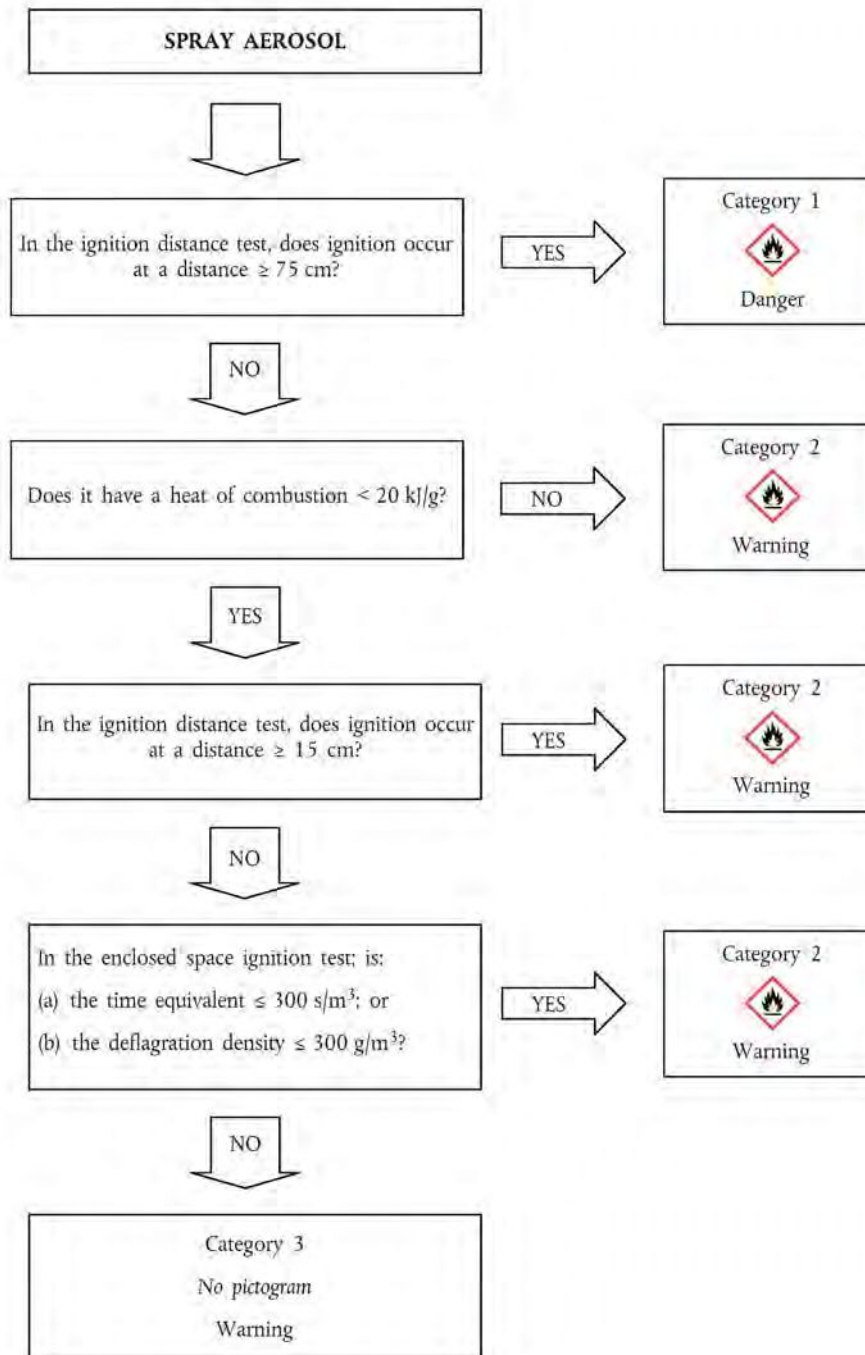 SPRAY AEROSOL
In the ignition distance test, does ignition occur
at a distance ≥ 75 cm?
YES
Category 1
Danger
NO
Does it have a heat of combustion < 20 kJ/g?
NO
Category 2
Warning
YES
In the ignition distance test, does ignition occur
at a distance ≥ 15 cm?
YES
Category 2
Warning
NO
In the enclosed space ignition test; is:
(a) the time equivalent ≤ 300 s/m³; or
(b) the deflagration density ≤ 300 g/m³?
YES
Category 2
Warning
NO
Category 3
No pictogram
Warning